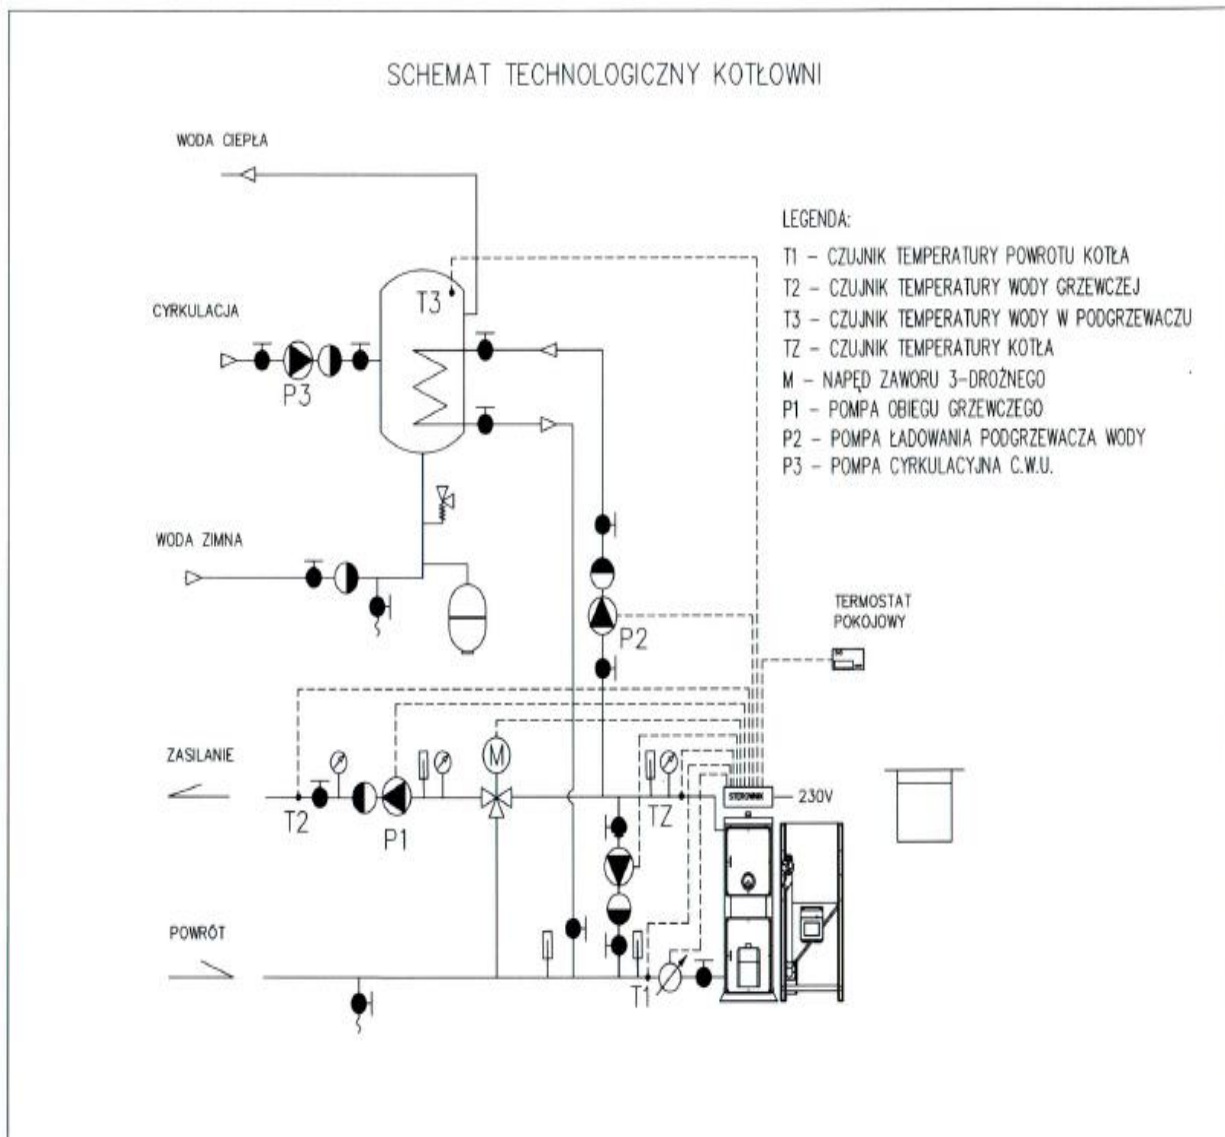 SCHEMAT TECHNOLOGICZNY KOTŁOWNI
WODA CIEPŁA
LEGENDA:
T1 – CZUJNIK TEMPERATURY POWROTU KOTŁA
T2 – CZUJNIK TEMPERATURY WODY GRZEWCZEJ
T3 – CZUJNIK TEMPERATURY WODY W PODGRZEWACZU
TZ – CZUJNIK TEMPERATURY KOTŁA
M – NAPĘD ZAWORU 3–DROŻNEGO
P1 – POMPA OBIEGU GRZEWCZEGO
P2 – POMPA ŁADOWANIA PODGRZEWACZA WODY
P3 – POMPA CYRKULACYJNA C.W.U.
T3
CYRKULACJA
P3
WODA ZIMNA
TERMOSTAT
POKOJOWY
P2
ZASILANIE
M
T2
P1
TZ
STEROWNIK
230V
POWRÓT
T1